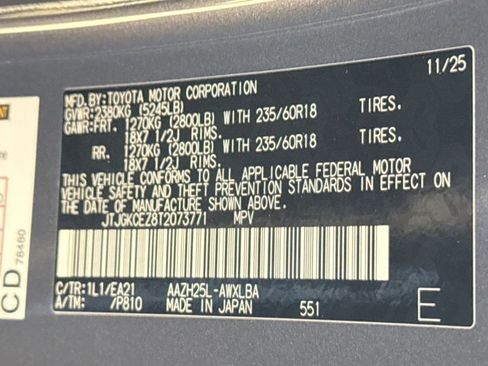 11/25
MFD.BY:TOYOTA MOTOR CORPORATION
GVWR:2380KG (5245LB)
GAWR:FRT. 1270KG (2800LB) WITH 235/60R18 TIRES.
18X7 1/2J RIMS.
RR. 1270KG (2800LB) WITH 235/60R18 TIRES.
18X7 1/2J RIMS.
THIS VEHICLE CONFORMS TO ALL APPLICABLE FEDERAL MOTOR
VEHICLE SAFETY AND THEFT PREVENTION STANDARDS IN EFFECT ON
THE DATE OF MANUFACTURE SHOWN ABOVE.
JTJGKCEZ8T2073771 MPV
C/TR:1L1/EA21 AAZH25L-AWXLBA
A/TM: /P810 MADE IN JAPAN 551
E
CD
78480